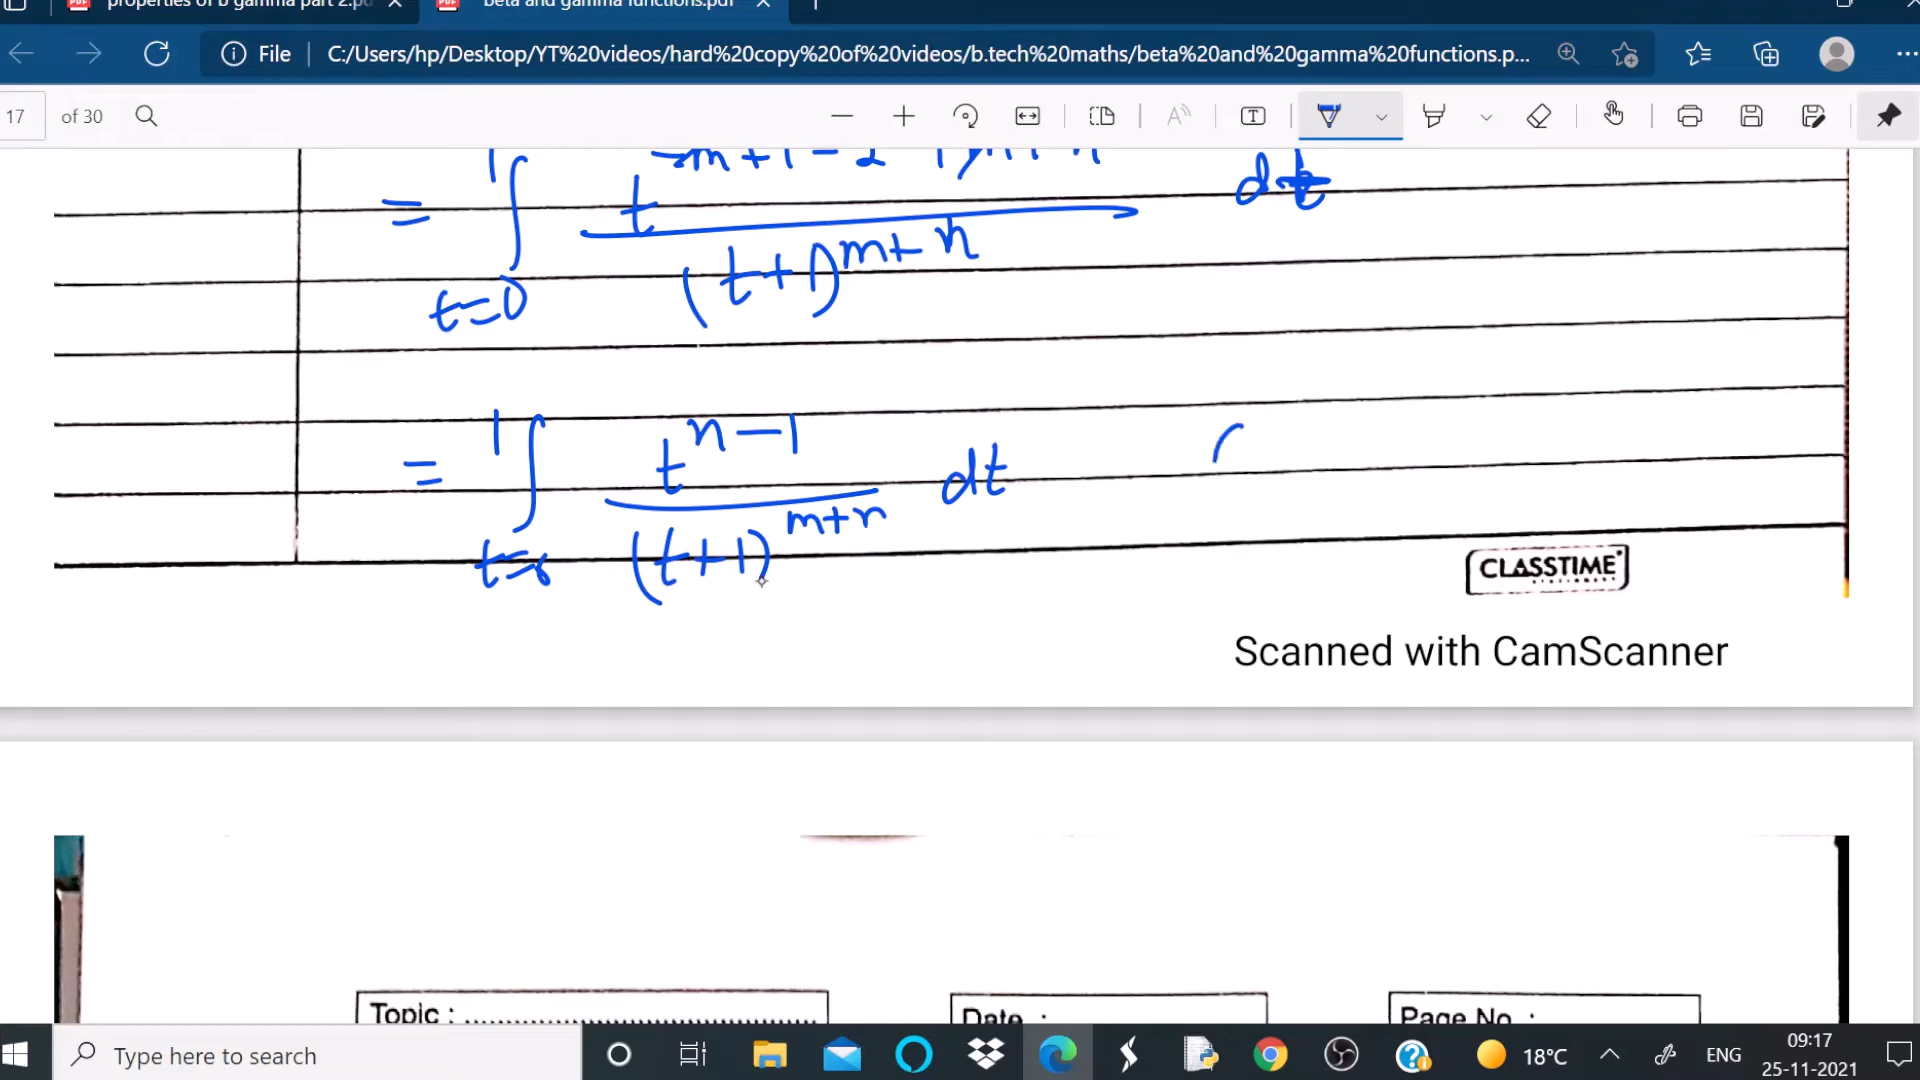 properties of b gamma part 2.pd
beta and gamma functions.pdf
File C:/Users/hp/Desktop/YT%20videos/hard%20copy%20of%20videos/b.tech%20maths/beta%20and%20gamma%20functions.p...
17 of 30
= ∫ t dt
t=0 (t+1)^{m+n}
= ∫_{t=0}^{1} t^{n-1} / (t+1)^{m+n} dt (
CLASSTIME
Scanned with CamScanner
Topic : Date : Page No. :
Type here to search
18°C ENG 09:17
25-11-2021